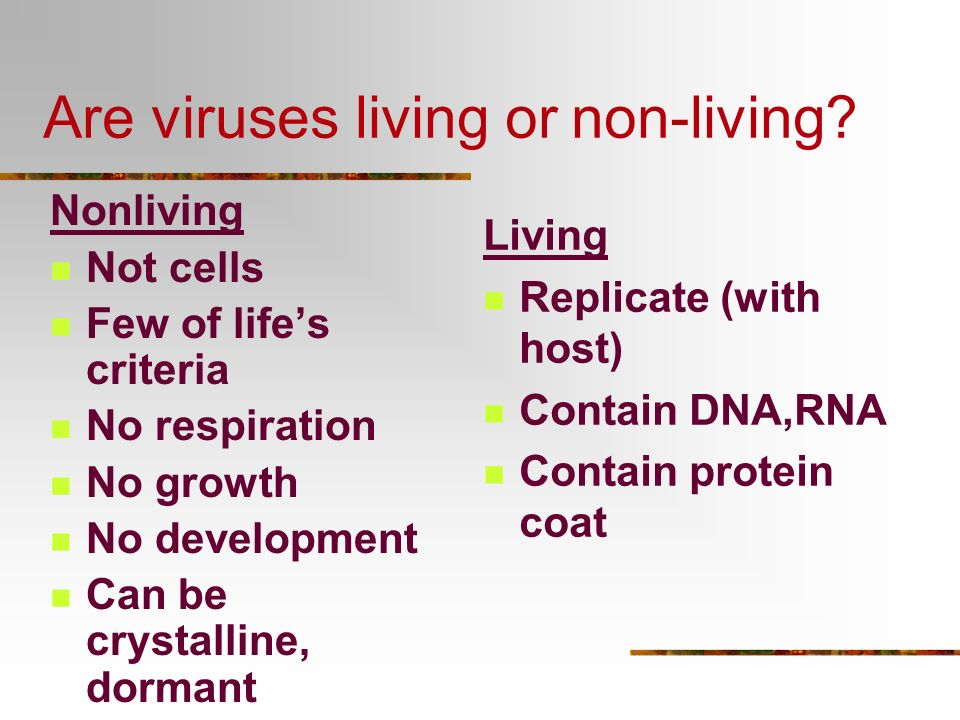 Are viruses living or non-living?
Nonliving
Not cells
Few of life’s
criteria
No respiration
No growth
No development
Can be
crystalline,
dormant
Living
Replicate (with
host)
Contain DNA,RNA
Contain protein
coat